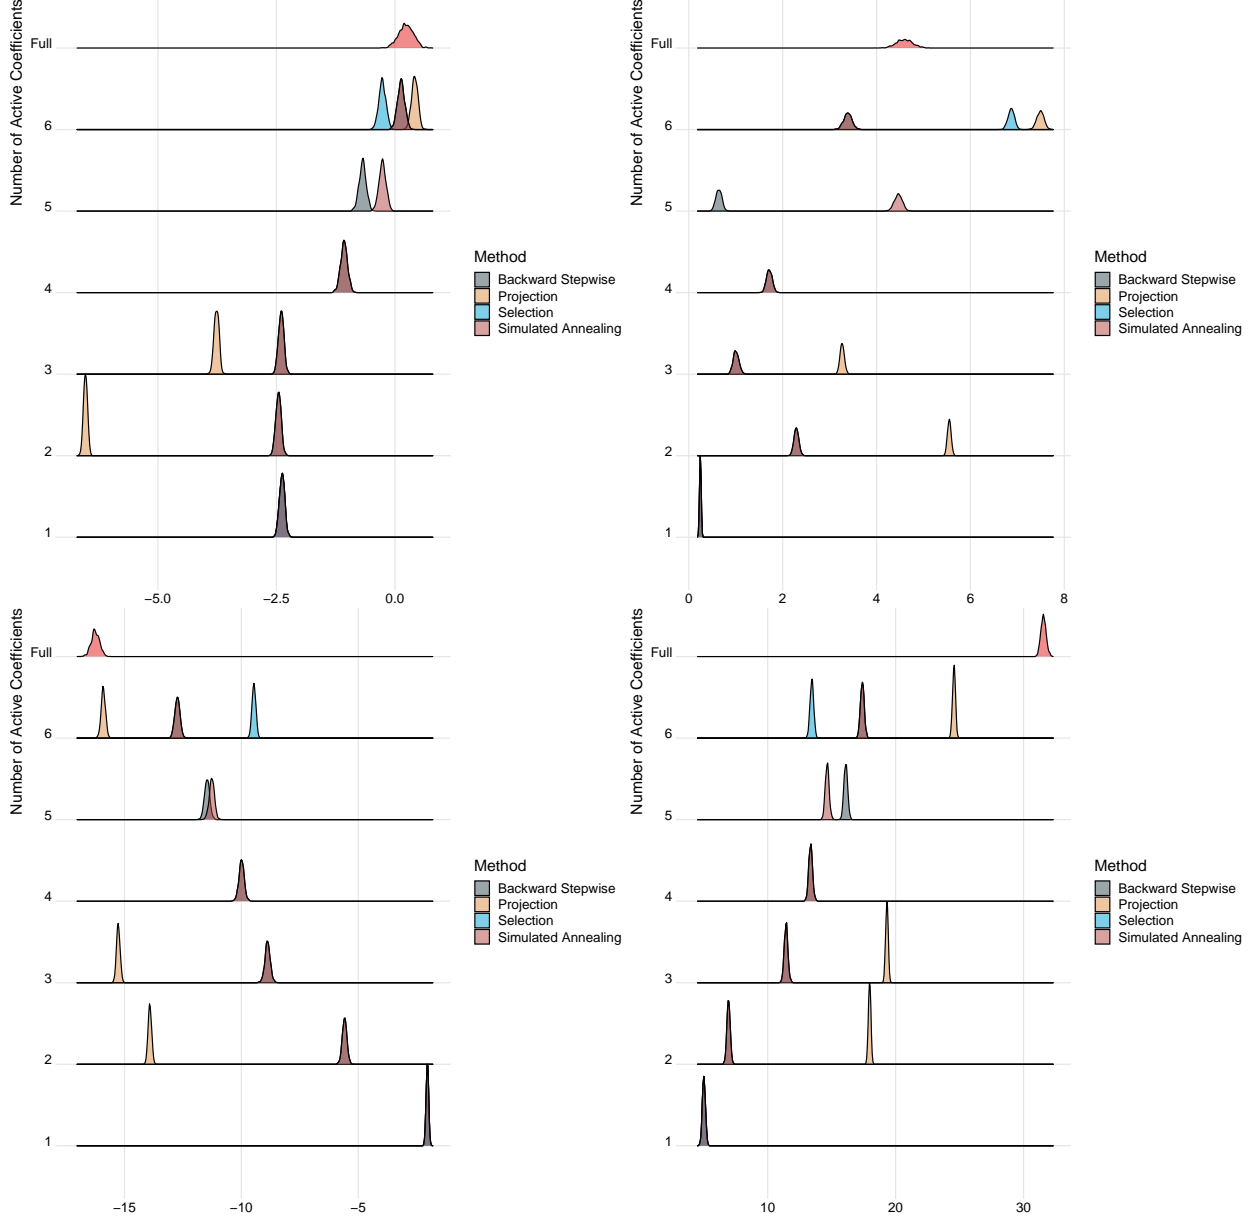 Number of Active Coefficients
Full
6
5
4
3
2
1
−5.0
−2.5
0.0
Method
Backward Stepwise
Projection
Selection
Simulated Annealing
Number of Active Coefficients
Full
6
5
4
3
2
1
0
2
4
6
8
Method
Backward Stepwise
Projection
Selection
Simulated Annealing
Number of Active Coefficients
Full
6
5
4
3
2
1
−15
−10
−5
Method
Backward Stepwise
Projection
Selection
Simulated Annealing
Number of Active Coefficients
Full
6
5
4
3
2
1
10
20
30
Method
Backward Stepwise
Projection
Selection
Simulated Annealing